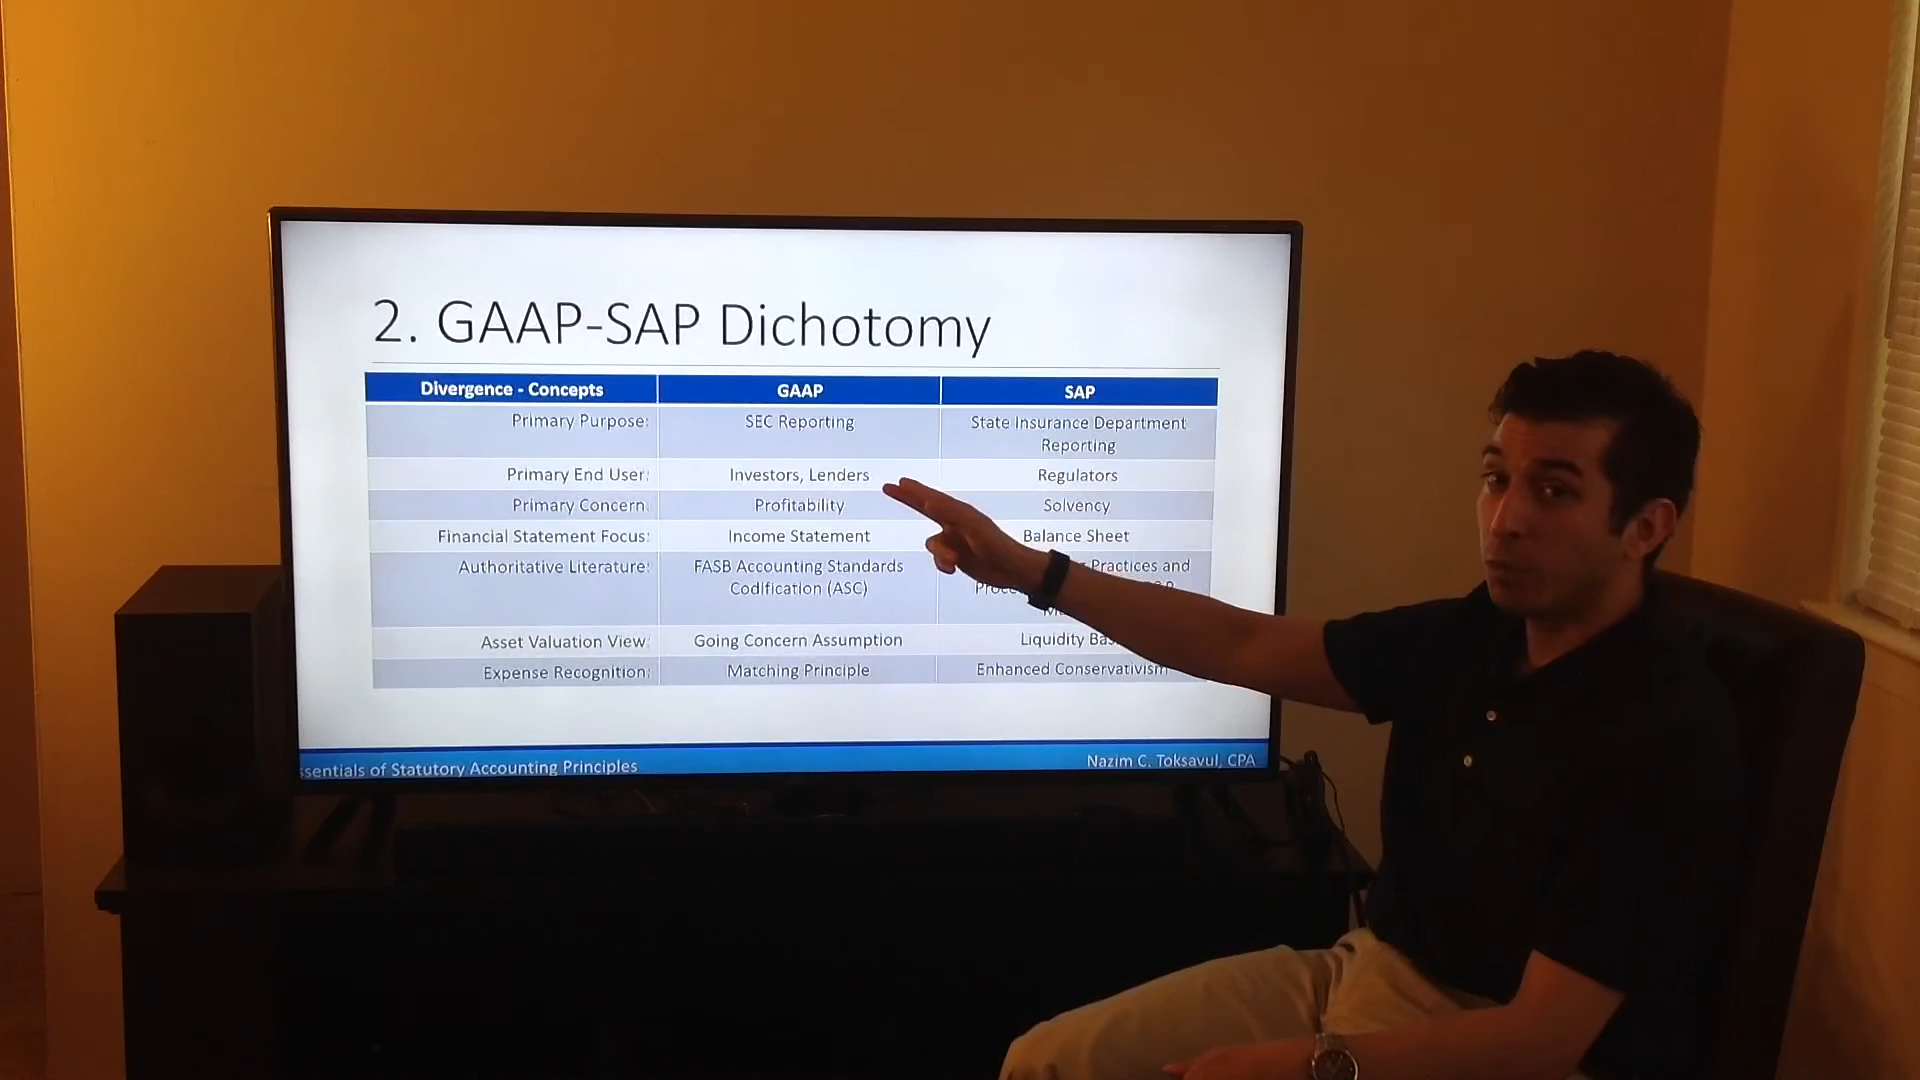 2. GAAP-SAP Dichotomy
Divergence - Concepts GAAP SAP
Primary Purpose: SEC Reporting State Insurance Department
Reporting
Primary End User: Investors, Lenders Regulators
Primary Concern: Profitability Solvency
Financial Statement Focus: Income Statement Balance Sheet
Authoritative Literature: FASB Accounting Standards Practices and
Codification (ASC)
Asset Valuation View: Going Concern Assumption Liquidity
Expense Recognition: Matching Principle Enhanced Conservativism
ssentials of Statutory Accounting Principles Nazim C. Toksavul, CPA